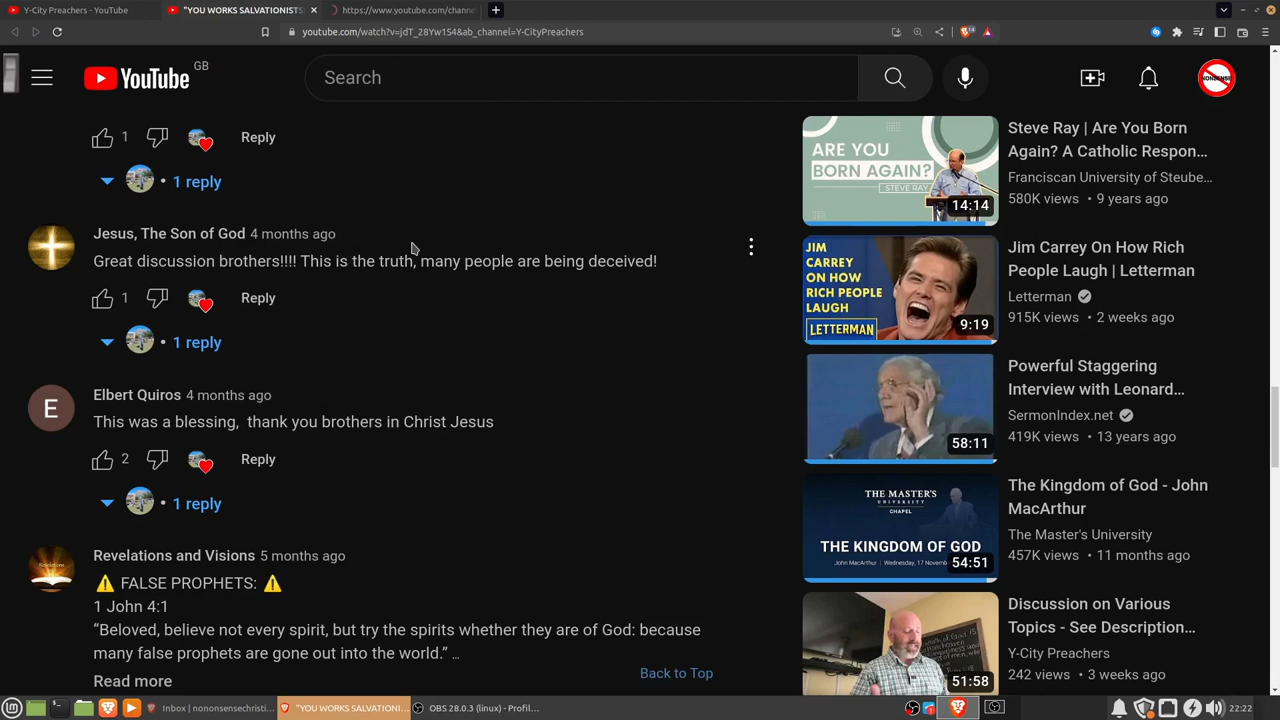 Y-City Preachers - YouTube
"YOU WORKS SALVATIONISTS
https://www.youtube.com/channe
youtube.com/watch?v=jdT_28Yw1S4&ab_channel=Y-CityPreachers
YouTube GB
Search
NONSENSE
1
Reply
• 1 reply
Jesus, The Son of God 4 months ago
Great discussion brothers!!!! This is the truth, many people are being deceived!
1
Reply
• 1 reply
Elbert Quiros 4 months ago
E
This was a blessing, thank you brothers in Christ Jesus
2
Reply
• 1 reply
Revelations and Visions 5 months ago
FALSE PROPHETS:
1 John 4:1
“Beloved, believe not every spirit, but try the spirits whether they are of God: because
many false prophets are gone out into the world.” ...
Read more
Back to Top
ARE YOU
BORN AGAIN?
STEVE RAY
14:14
Steve Ray | Are You Born
Again? A Catholic Respon...
Franciscan University of Steube...
580K views • 9 years ago
JIM
CARREY
ON HOW
RICH PEOPLE
LAUGH
LETTERMAN
9:19
Jim Carrey On How Rich
People Laugh | Letterman
Letterman
915K views • 2 weeks ago
58:11
Powerful Staggering
Interview with Leonard...
SermonIndex.net
419K views • 13 years ago
THE MASTER'S
UNIVERSITY
CHAPEL
THE KINGDOM OF GOD
John MacArthur | Wednesday, 17 Novemb
54:51
The Kingdom of God - John
MacArthur
The Master's University
457K views • 11 months ago
51:58
Discussion on Various
Topics - See Description...
Y-City Preachers
242 views • 3 weeks ago
Inbox | nononsensechristi...
"YOU WORKS SALVATIONI...
OBS 28.0.3 (linux) - Profil...
22:22